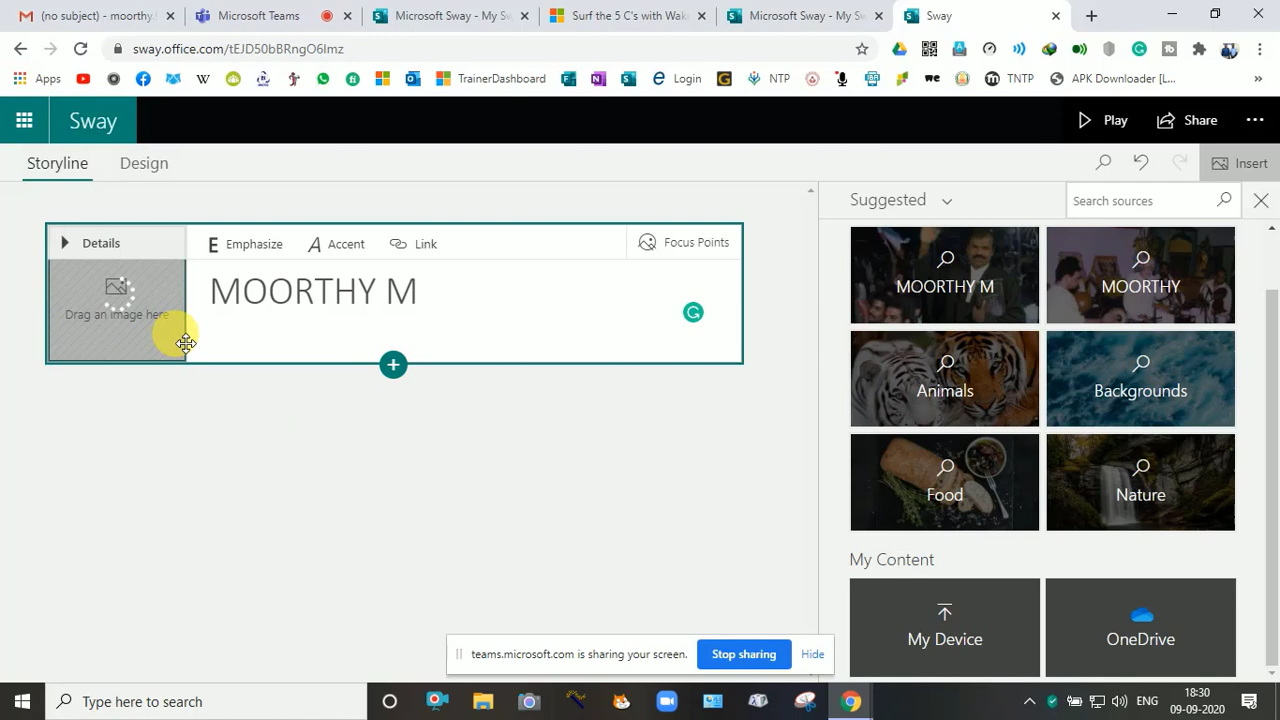 (no subject) - moorthy.
Microsoft Teams
Microsoft Sway - My Sw
Surf the 5 C's with Wak
Microsoft Sway - My Sw
Sway
sway.office.com/tEJD50bBRngO6Imz
Apps
TrainerDashboard
Login
NTP
TNTP
APK Downloader [L...
Sway
Play
Share
Storyline
Design
Insert
Suggested
Search sources
Details
E Emphasize
A Accent
Link
Focus Points
Drag an image here
MOORTHY M
MOORTHY M
MOORTHY
Animals
Backgrounds
Food
Nature
My Content
My Device
OneDrive
teams.microsoft.com is sharing your screen.
Stop sharing
Hide
Type here to search
ENG
18:30
09-09-2020